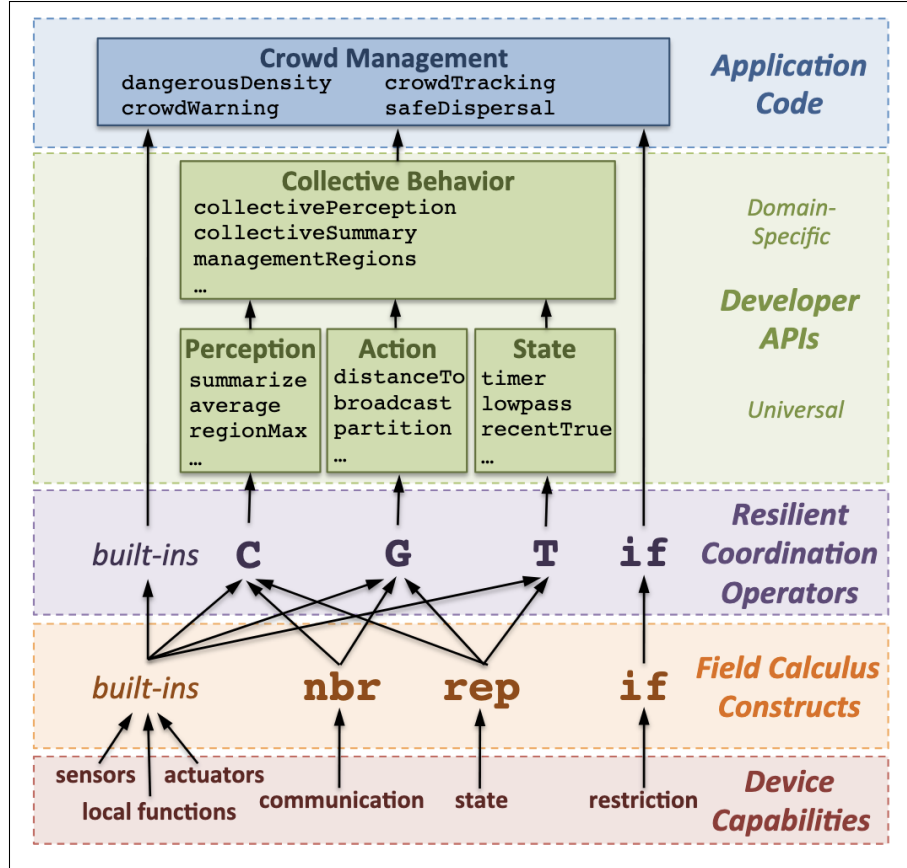 Crowd Management
dangerousDensity crowdTracking
crowdWarning safeDispersal
Application
Code
Collective Behavior
collectivePerception
collectiveSummary
managementRegions
…
Domain-
Specific
Developer
APIs
Universal
Perception
summarize
average
regionMax
…
Action
distanceTo
broadcast
partition
…
State
timer
lowpass
recentTrue
…
built-ins C G T if
Resilient
Coordination
Operators
built-ins nbr rep if
Field Calculus
Constructs
sensors actuators
local functions
communication state restriction
Device
Capabilities